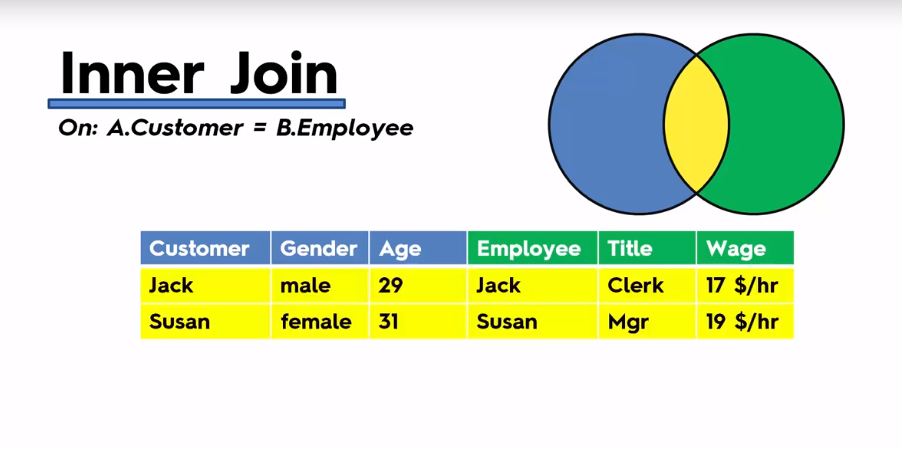 Inner Join
On: A.Customer = B.Employee
Customer Gender Age Employee Title Wage
Jack male 29 Jack Clerk 17 $/hr
Susan female 31 Susan Mgr 19 $/hr